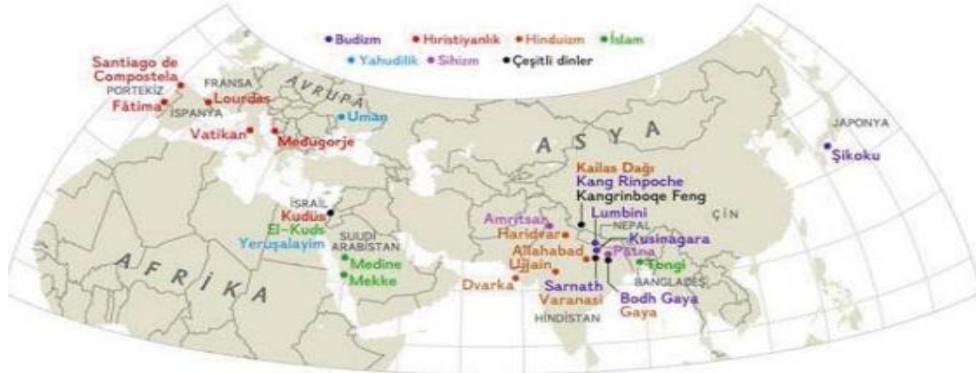 Budizm Hıristiyanlık Hinduizm İslam
Yahudilik Sihizm Çeşitli dinler
Santiago de
Compostela
PORTEKİZ
FRANSA
AVRUPA
Fátima
Lourdas
İSPANYA
Uman
Vatikan
Medugorje
ASYA
JAPONYA
Şikoku
Kailas Dağı
Kang Rinpoche
Kangrinboqe Feng
ÇİN
İSRAİL
Kudüs
El-Kuds
Yeruşalayim
SUUDİ
ARABİSTAN
Amritsar
Lumbini
NEPAL
Haridvar
Kusinagara
Allahabad
Patna
Ujjain
Tongi
Medine
Mekke
Dvarka
BANGLADEŞ
Sarnath
Varanasi
Bodh Gaya
Gaya
HİNDİSTAN
AFRİKA